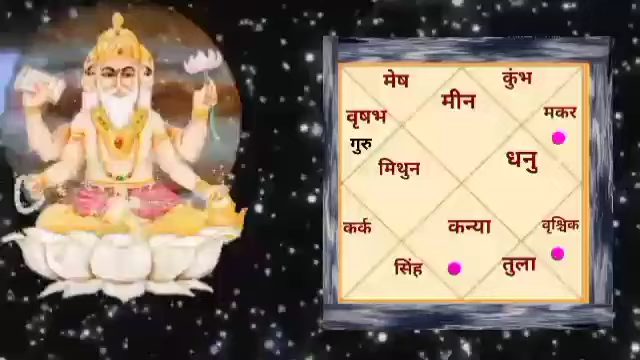 मेष
कुंभ
मीन
वृषभ
मकर
गुरु
धनु
मिथुन
कर्क
कन्या
वृश्चिक
सिंह
तुला